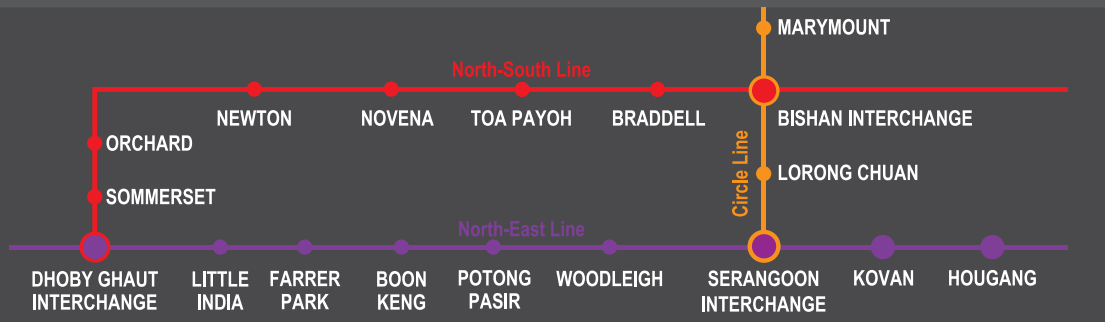 MARYMOUNT
North-South Line
NEWTON
NOVENA
TOA PAYOH
BRADDELL
BISHAN INTERCHANGE
ORCHARD
Circle Line
LORONG CHUAN
SOMMERSET
North-East Line
DHOBY GHAUT
INTERCHANGE
LITTLE
INDIA
FARRER
PARK
BOON
KENG
POTONG
PASIR
WOODLEIGH
SERANGOON
INTERCHANGE
KOVAN
HOUGANG